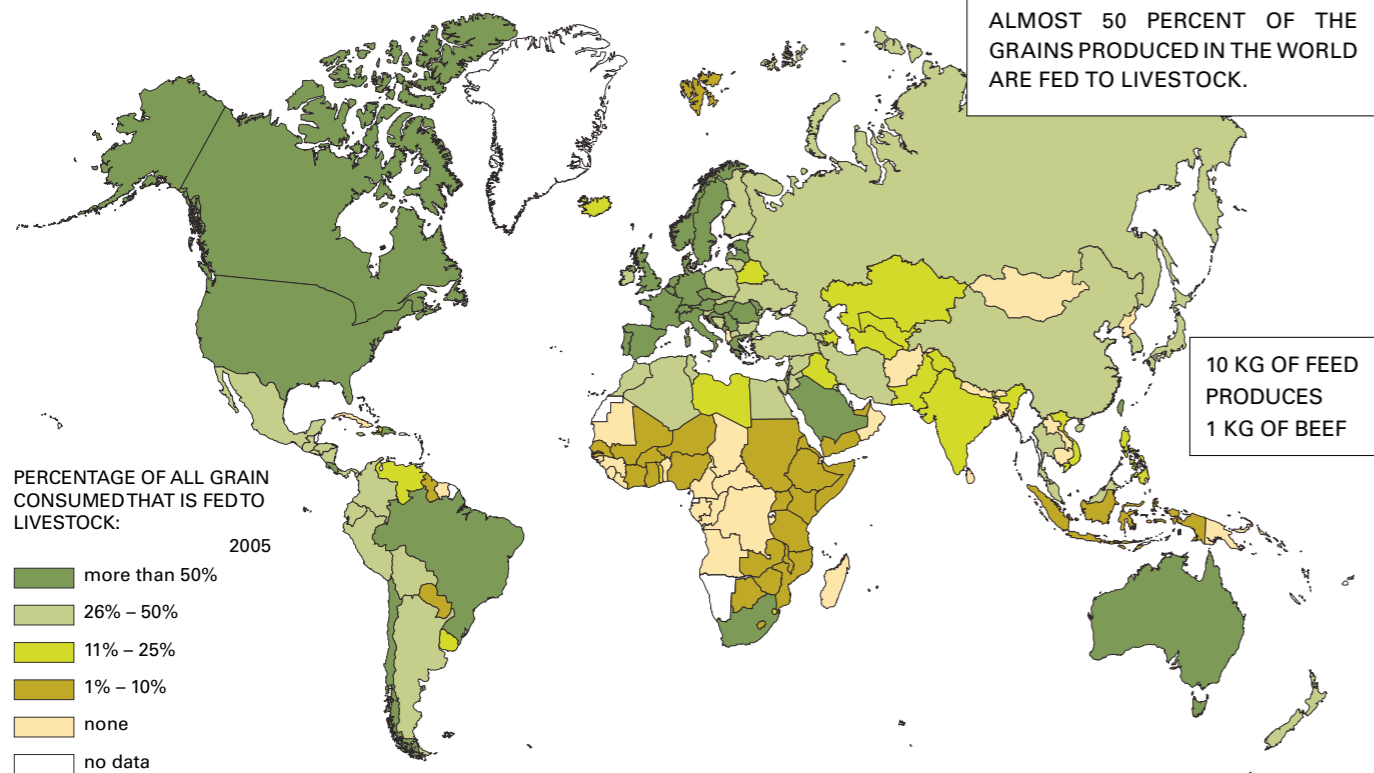 ALMOST 50 PERCENT OF THE
GRAINS PRODUCED IN THE WORLD
ARE FED TO LIVESTOCK.
10 KG OF FEED
PRODUCES
1 KG OF BEEF
PERCENTAGE OF ALL GRAIN
CONSUMED THAT IS FED TO
LIVESTOCK:
2005
more than 50%
26% – 50%
11% – 25%
1% – 10%
none
no data